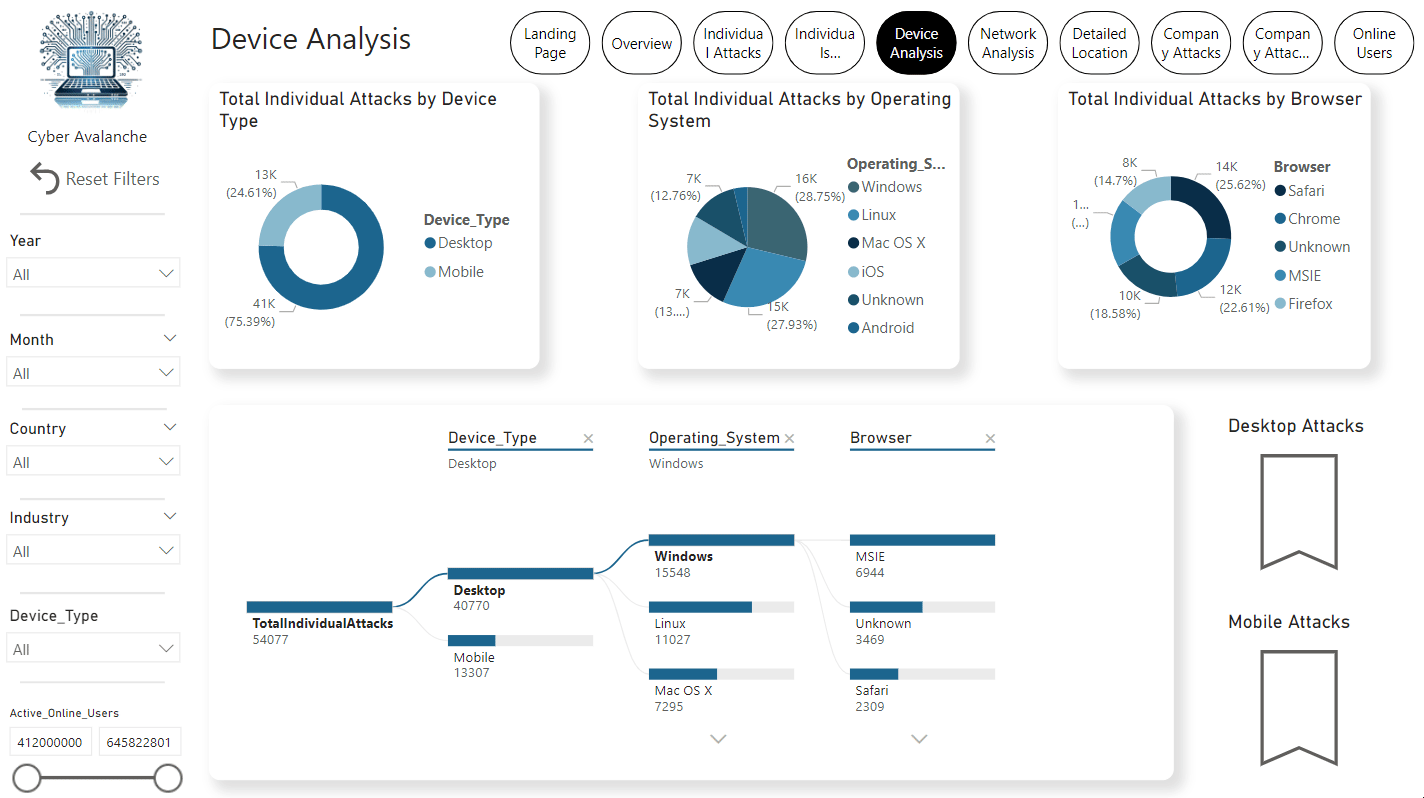 Device Analysis
Landing
Page
Overview
Individua
l Attacks
Individua
ls...
Device
Analysis
Network
Analysis
Detailed
Location
Compan
y Attacks
Compan
y Attac...
Online
Users
Cyber Avalanche
Reset Filters
Year
All
Month
All
Country
All
Industry
All
Device_Type
All
Active_Online_Users
412000000
645822801
Total Individual Attacks by Device
Type
13K
(24.61%)
41K
(75.39%)
Device_Type
Desktop
Mobile
Total Individual Attacks by Operating
System
7K
(12.76%)
16K
(28.75%)
7K
(13....)
15K
(27.93%)
Operating_S...
Windows
Linux
Mac OS X
iOS
Unknown
Android
Total Individual Attacks by Browser
8K
(14.7%)
14K
(25.62%)
1...
(...)
10K
(18.58%)
12K
(22.61%)
Browser
Safari
Chrome
Unknown
MSIE
Firefox
Device_Type
Desktop
Operating_System
Windows
Browser
TotalIndividualAttacks
54077
Desktop
40770
Mobile
13307
Windows
15548
Linux
11027
Mac OS X
7295
MSIE
6944
Unknown
3469
Safari
2309
Desktop Attacks
Mobile Attacks